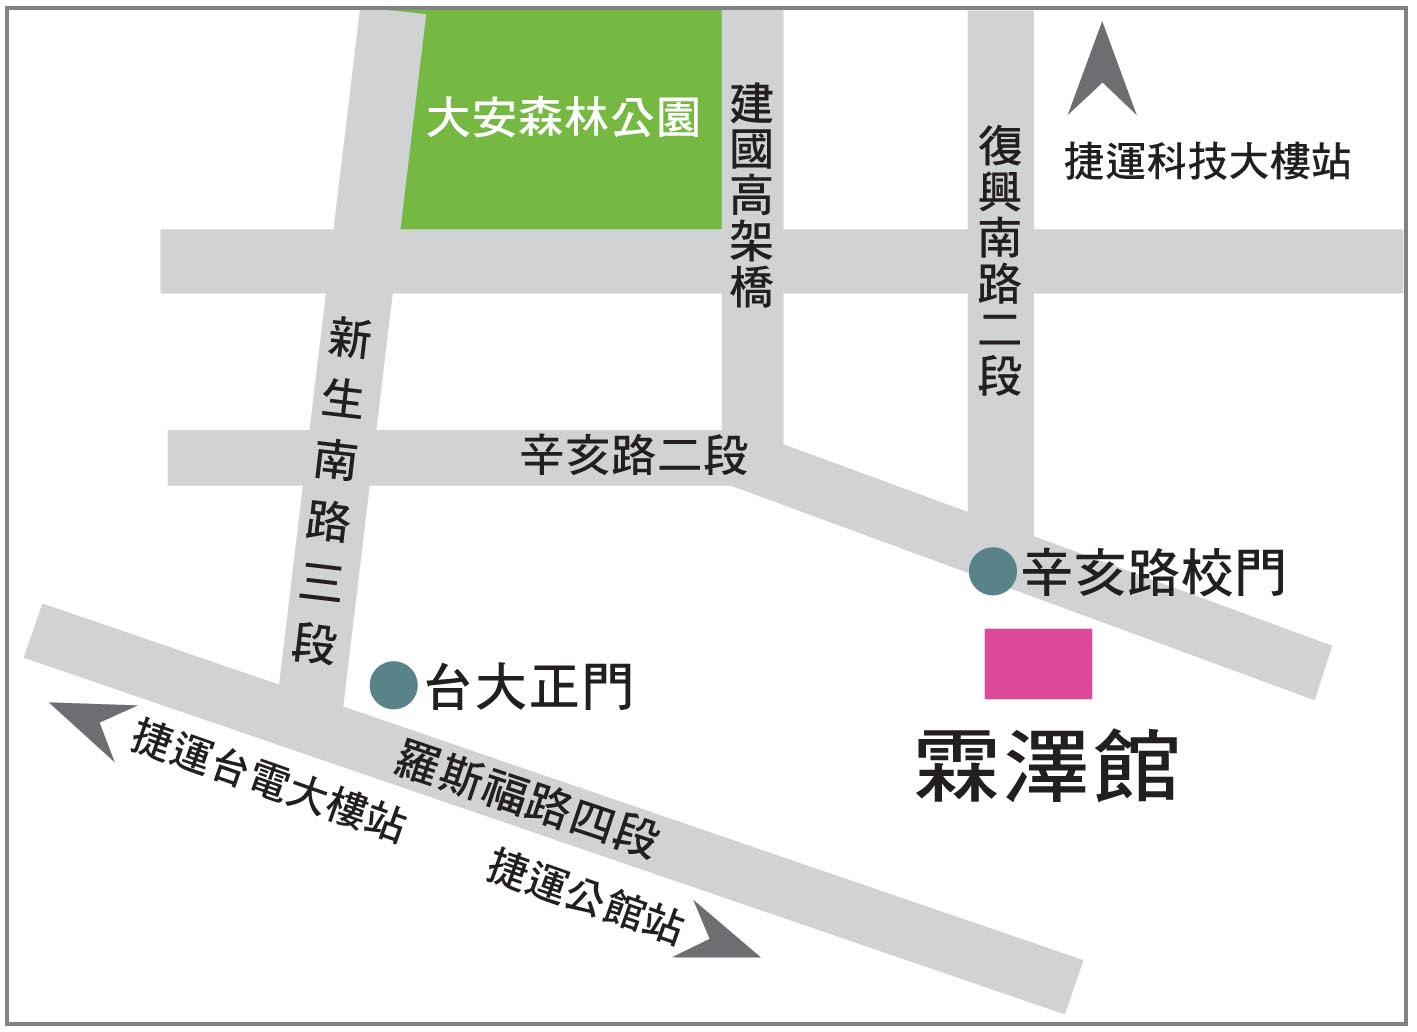 大安森林公園
建國高架橋
復興南路二段
捷運科技大樓站
新生南路三段
辛亥路二段
辛亥路校門
台大正門
霖澤館
羅斯福路四段
捷運台電大樓站
捷運公館站